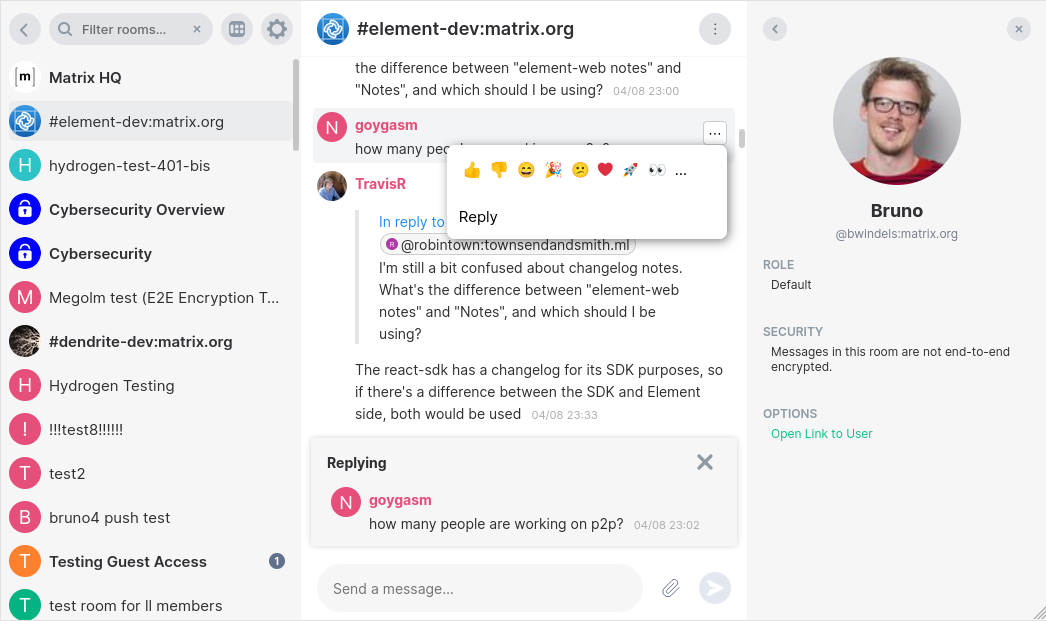 Filter rooms...
[m] Matrix HQ
#element-dev:matrix.org
H hydrogen-test-401-bis
Cybersecurity Overview
Cybersecurity
M Megolm test (E2E Encryption T...
#dendrite-dev:matrix.org
H Hydrogen Testing
! !!!test8!!!!!!
T test2
B bruno4 push test
T Testing Guest Access 1
T test room for ll members
#element-dev:matrix.org
the difference between "element-web notes" and
"Notes", and which should I be using? 04/08 23:00
N goygasm
how many
...
Reply
TravisR
In reply to
R @robintown:townsendandsmith.ml
I'm still a bit confused about changelog notes.
What's the difference between "element-web
notes" and "Notes", and which should I be
using?
The react-sdk has a changelog for its SDK purposes, so
if there's a difference between the SDK and Element
side, both would be used 04/08 23:33
Replying
N goygasm
how many people are working on p2p? 04/08 23:02
Send a message...
Bruno
@bwindels:matrix.org
ROLE
Default
SECURITY
Messages in this room are not end-to-end
encrypted.
OPTIONS
Open Link to User